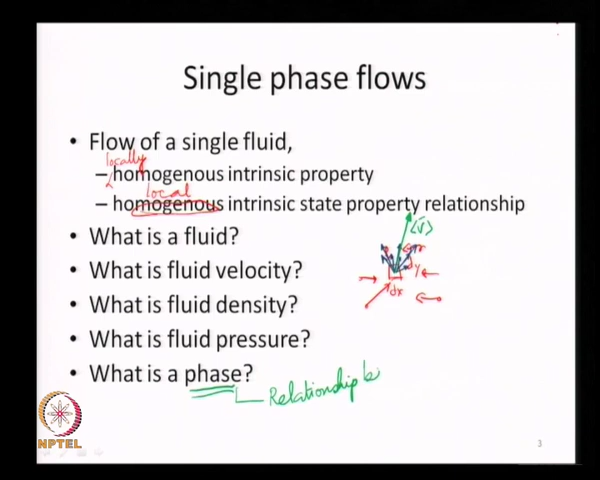 Single phase flows
• Flow of a single fluid,
locally
– homogenous intrinsic property
local
– homogenous intrinsic state property relationship
• What is a fluid?
⟨v̄⟩
• What is fluid velocity?
dy
dx
• What is fluid density?
• What is fluid pressure?
• What is a phase?
Relationship b
NPTEL
3